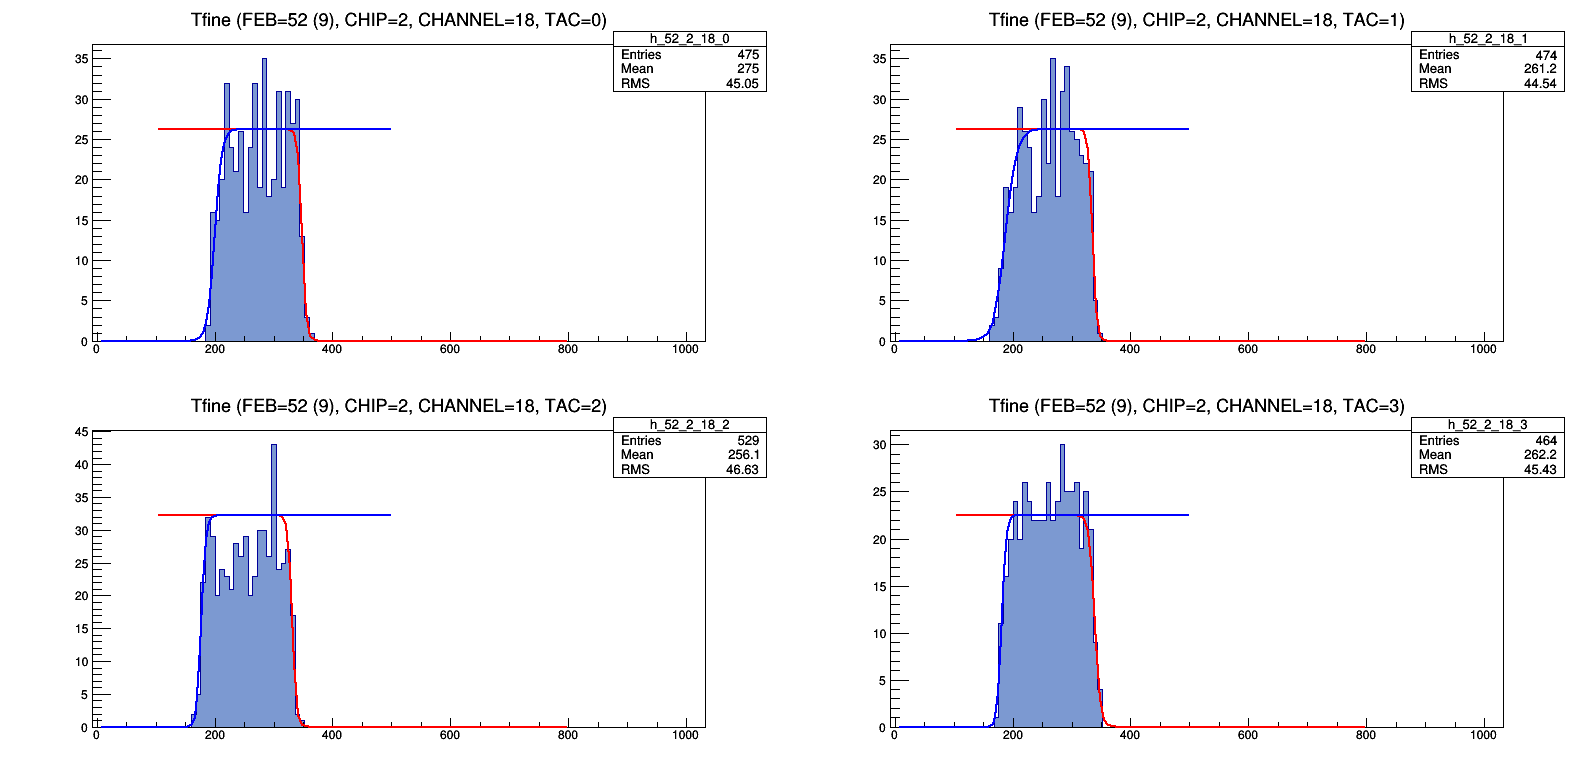 Tfine (FEB=52 (9), CHIP=2, CHANNEL=18, TAC=0)
h_52_2_18_0
Entries 475
Mean 275
RMS 45.05
35
30
25
20
15
10
5
0
0 200 400 600 800 1000
Tfine (FEB=52 (9), CHIP=2, CHANNEL=18, TAC=1)
h_52_2_18_1
Entries 474
Mean 261.2
RMS 44.54
35
30
25
20
15
10
5
0
0 200 400 600 800 1000
Tfine (FEB=52 (9), CHIP=2, CHANNEL=18, TAC=2)
h_52_2_18_2
Entries 529
Mean 256.1
RMS 46.63
45
40
35
30
25
20
15
10
5
0
0 200 400 600 800 1000
Tfine (FEB=52 (9), CHIP=2, CHANNEL=18, TAC=3)
h_52_2_18_3
Entries 464
Mean 262.2
RMS 45.43
30
25
20
15
10
5
0
0 200 400 600 800 1000